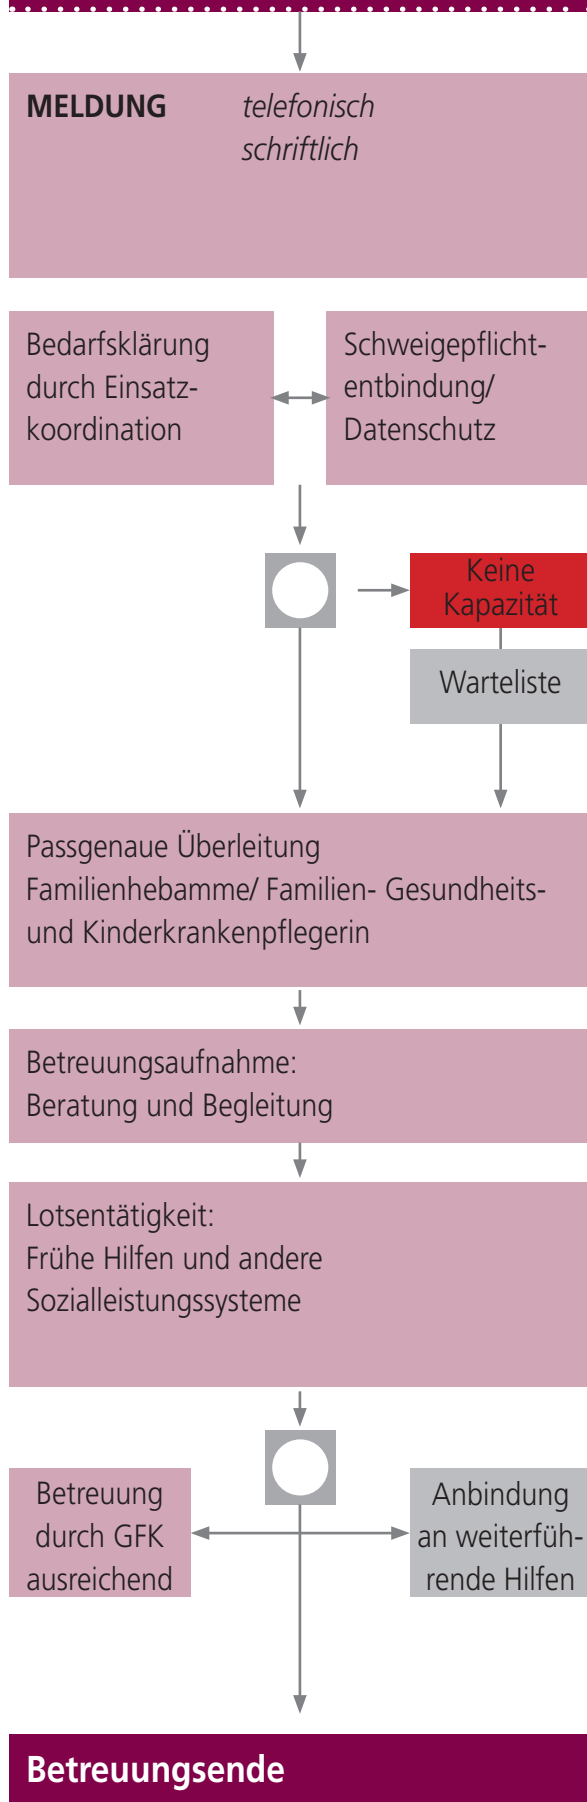 MELDUNG telefonisch
schriftlich
Bedarfsklärung
durch Einsatz-
koordination
Schweigepflicht-
entbindung/
Datenschutz
Keine
Kapazität
Warteliste
Passgenaue Überleitung
Familienhebamme/ Familien- Gesundheits-
und Kinderkrankenpflegerin
Betreuungsaufnahme:
Beratung und Begleitung
Lotsentätigkeit:
Frühe Hilfen und andere
Sozialleistungssysteme
Betreuung
durch GFK
ausreichend
Anbindung
an weiterfüh-
rende Hilfen
Betreuungsende